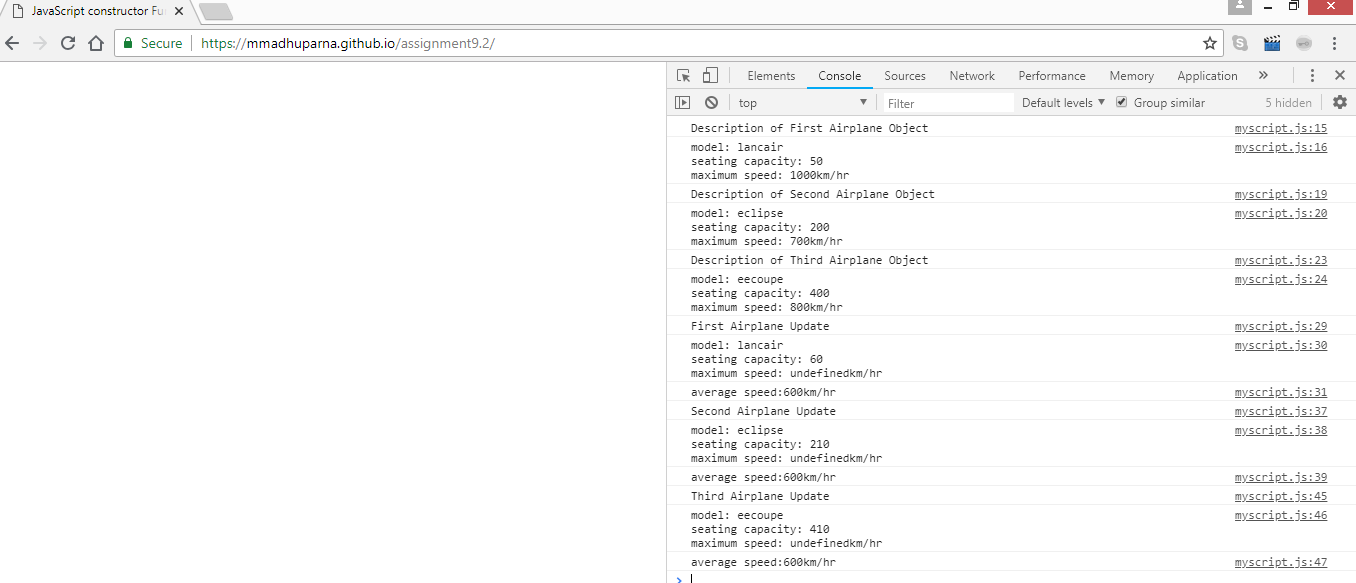 JavaScript constructor Fu
Secure https://mmadhuparna.github.io/assignment9.2/
Elements Console Sources Network Performance Memory Application »
top Filter Default levels Group similar 5 hidden
Description of First Airplane Object myscript.js:15
model: lancair myscript.js:16
seating capacity: 50
maximum speed: 1000km/hr
Description of Second Airplane Object myscript.js:19
model: eclipse myscript.js:20
seating capacity: 200
maximum speed: 700km/hr
Description of Third Airplane Object myscript.js:23
model: eecoupe myscript.js:24
seating capacity: 400
maximum speed: 800km/hr
First Airplane Update myscript.js:29
model: lancair myscript.js:30
seating capacity: 60
maximum speed: undefinedkm/hr
average speed:600km/hr myscript.js:31
Second Airplane Update myscript.js:37
model: eclipse myscript.js:38
seating capacity: 210
maximum speed: undefinedkm/hr
average speed:600km/hr myscript.js:39
Third Airplane Update myscript.js:45
model: eecoupe myscript.js:46
seating capacity: 410
maximum speed: undefinedkm/hr
average speed:600km/hr myscript.js:47